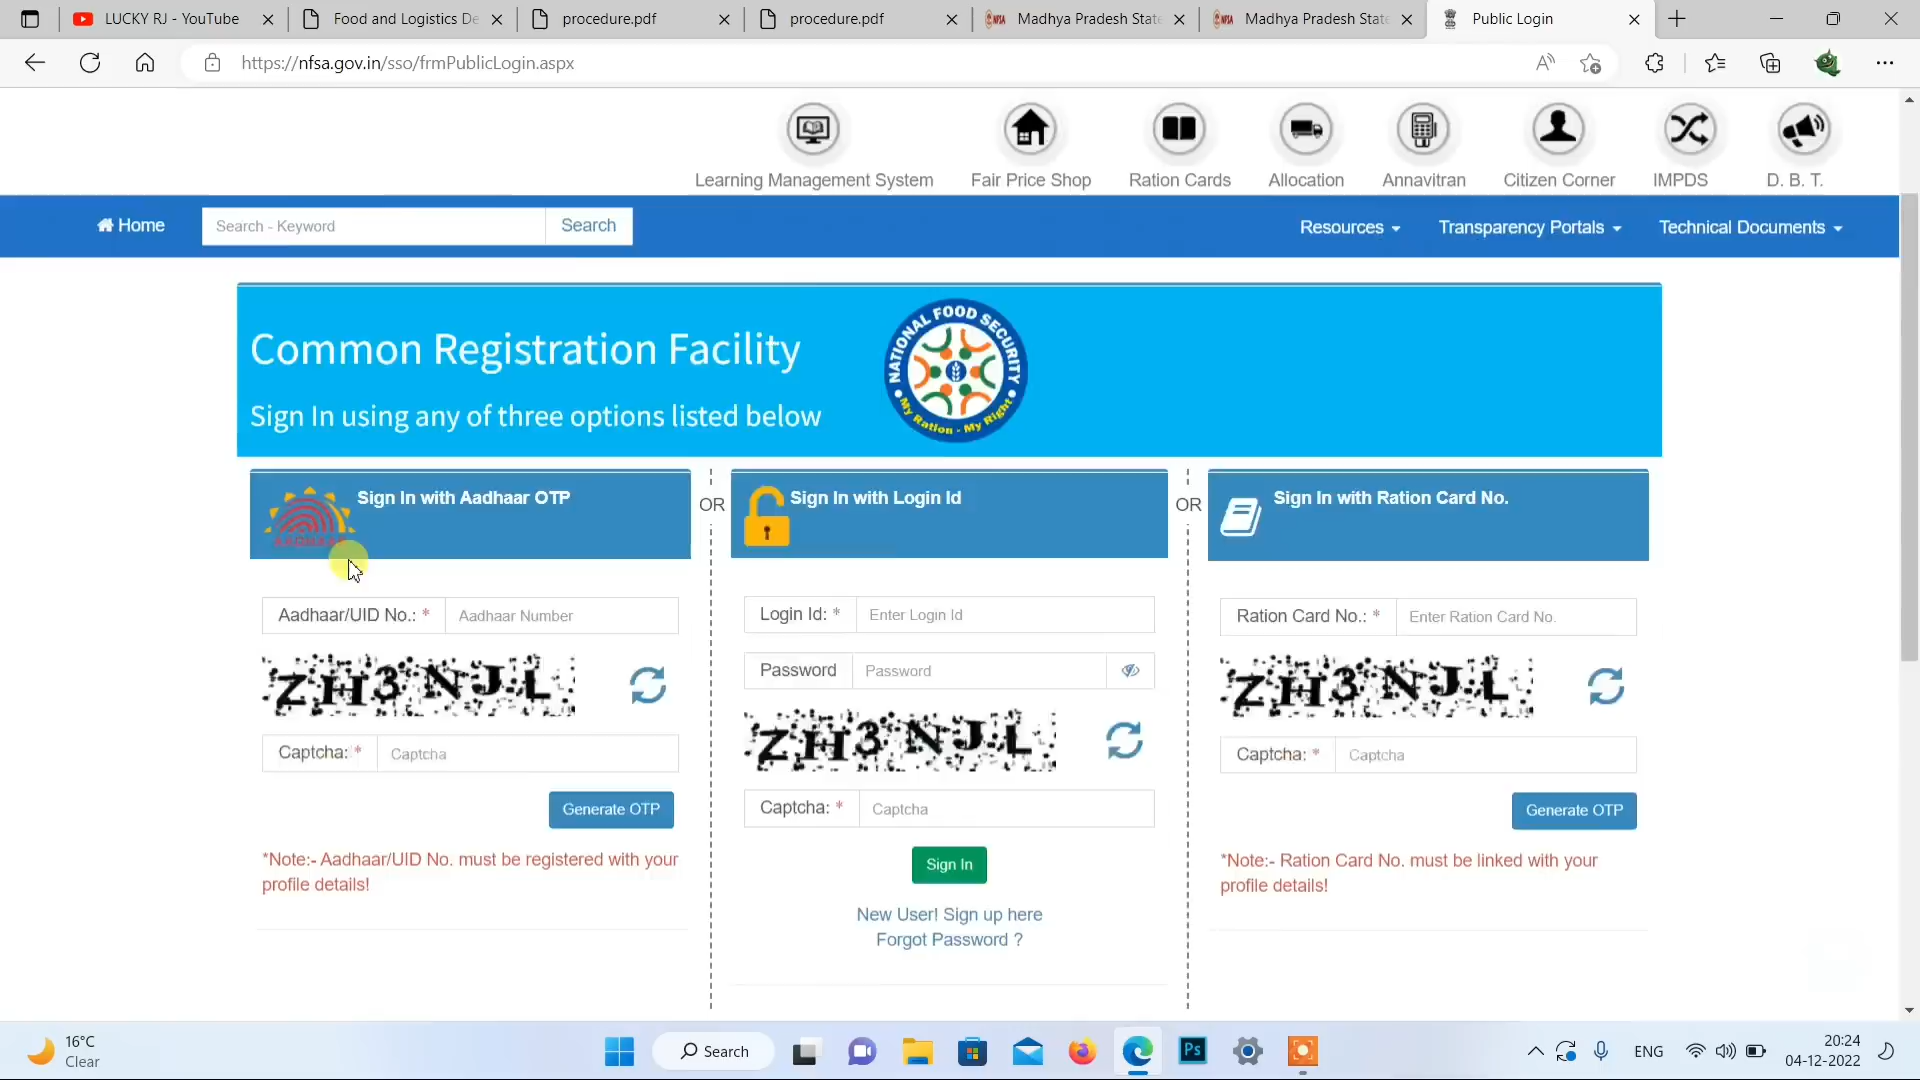 LUCKY RJ - YouTube
Food and Logistics De
procedure.pdf
procedure.pdf
Madhya Pradesh State
Madhya Pradesh State
Public Login
https://nfsa.gov.in/sso/frmPublicLogin.aspx
Learning Management System
Fair Price Shop
Ration Cards
Allocation
Annavitran
Citizen Corner
IMPDS
D. B. T.
Home
Search - Keyword
Search
Resources
Transparency Portals
Technical Documents
Common Registration Facility
Sign In using any of three options listed below
NATIONAL FOOD SECURITY
My Ration - My Right
Sign In with Aadhaar OTP
AADHAAR
OR
Sign In with Login Id
OR
Sign In with Ration Card No.
Aadhaar/UID No.: *
Aadhaar Number
ZH3NJL
Captcha: *
Captcha
Generate OTP
*Note:- Aadhaar/UID No. must be registered with your
profile details!
Login Id: *
Enter Login Id
Password
Password
ZH3NJL
Captcha: *
Captcha
Sign In
New User! Sign up here
Forgot Password ?
Ration Card No.: *
Enter Ration Card No.
ZH3NJL
Captcha: *
Captcha
Generate OTP
*Note:- Ration Card No. must be linked with your
profile details!
16°C
Clear
Search
Ps
ENG
20:24
04-12-2022